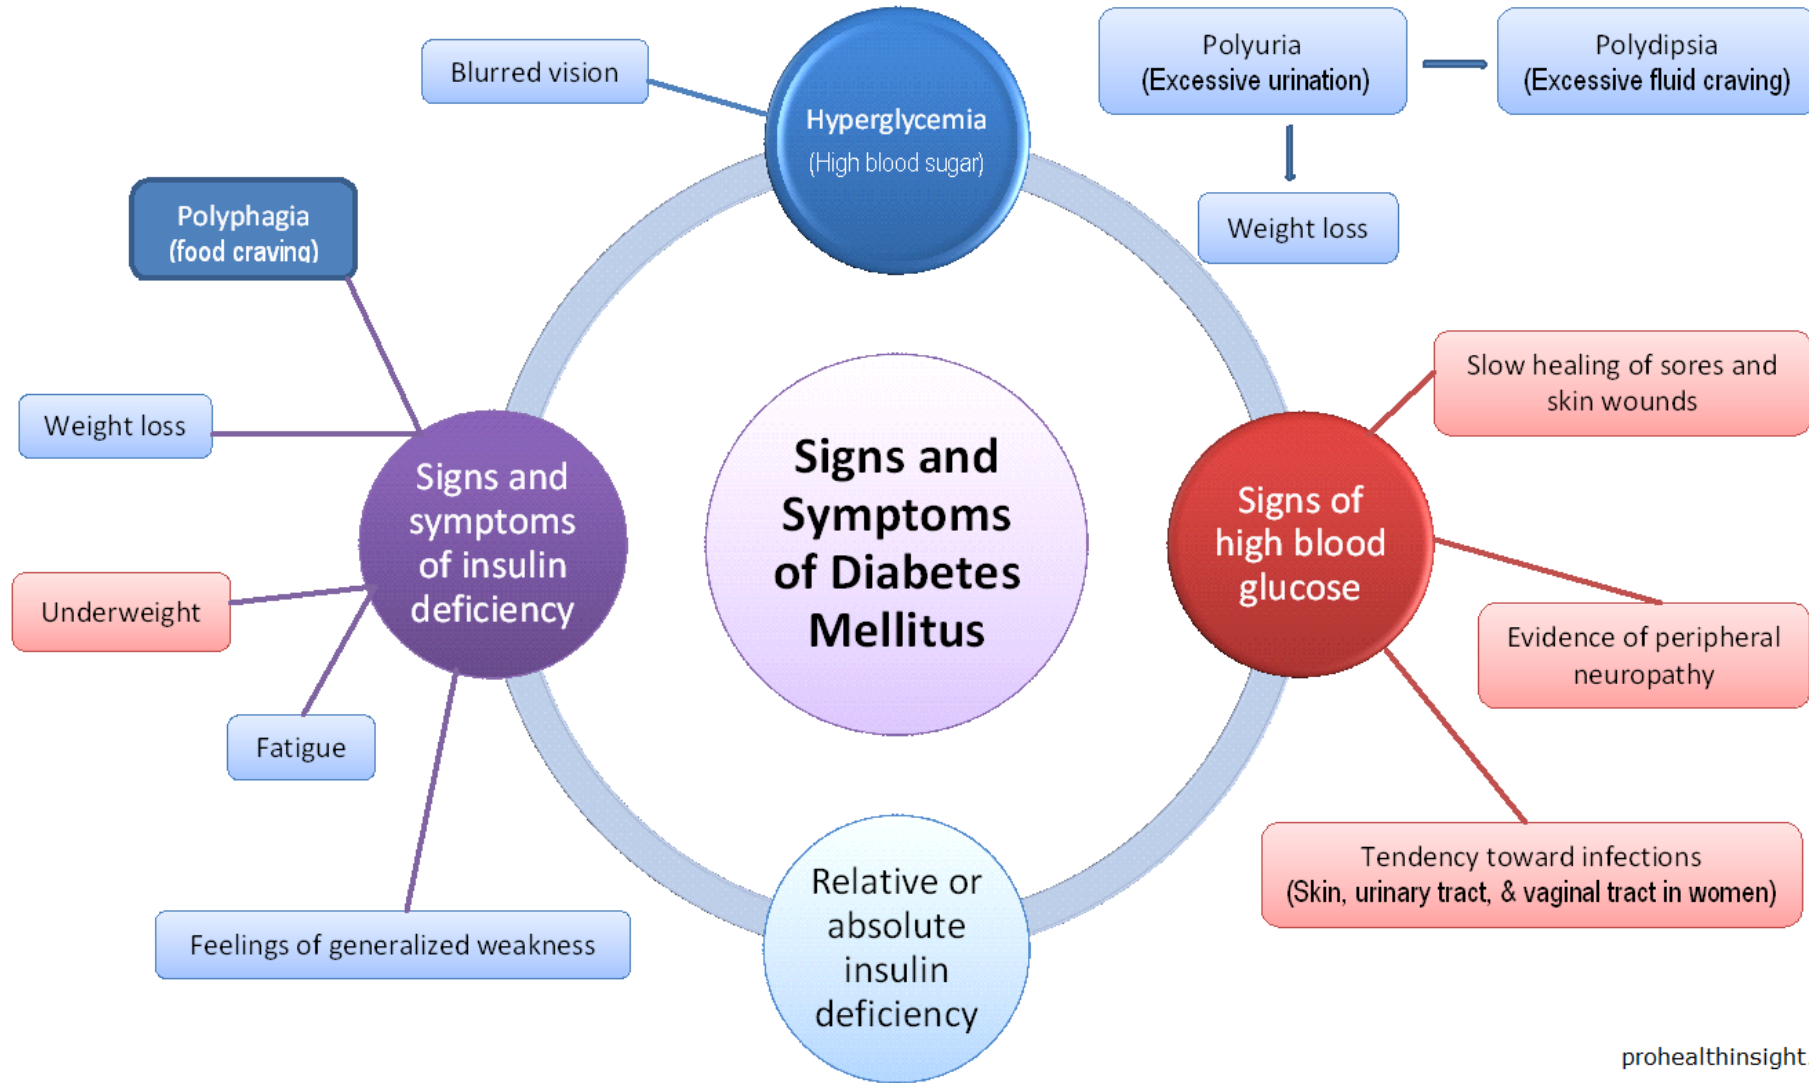 Blurred vision
Hyperglycemia
(High blood sugar)
Polyuria
(Excessive urination)
Polydipsia
(Excessive fluid craving)
Weight loss
Polyphagia
(food craving)
Weight loss
Signs and
symptoms
of insulin
deficiency
Underweight
Fatigue
Feelings of generalized weakness
Signs and
Symptoms
of Diabetes
Mellitus
Signs of
high blood
glucose
Slow healing of sores and
skin wounds
Evidence of peripheral
neuropathy
Tendency toward infections
(Skin, urinary tract, & vaginal tract in women)
Relative or
absolute
insulin
deficiency
prohealthinsight.